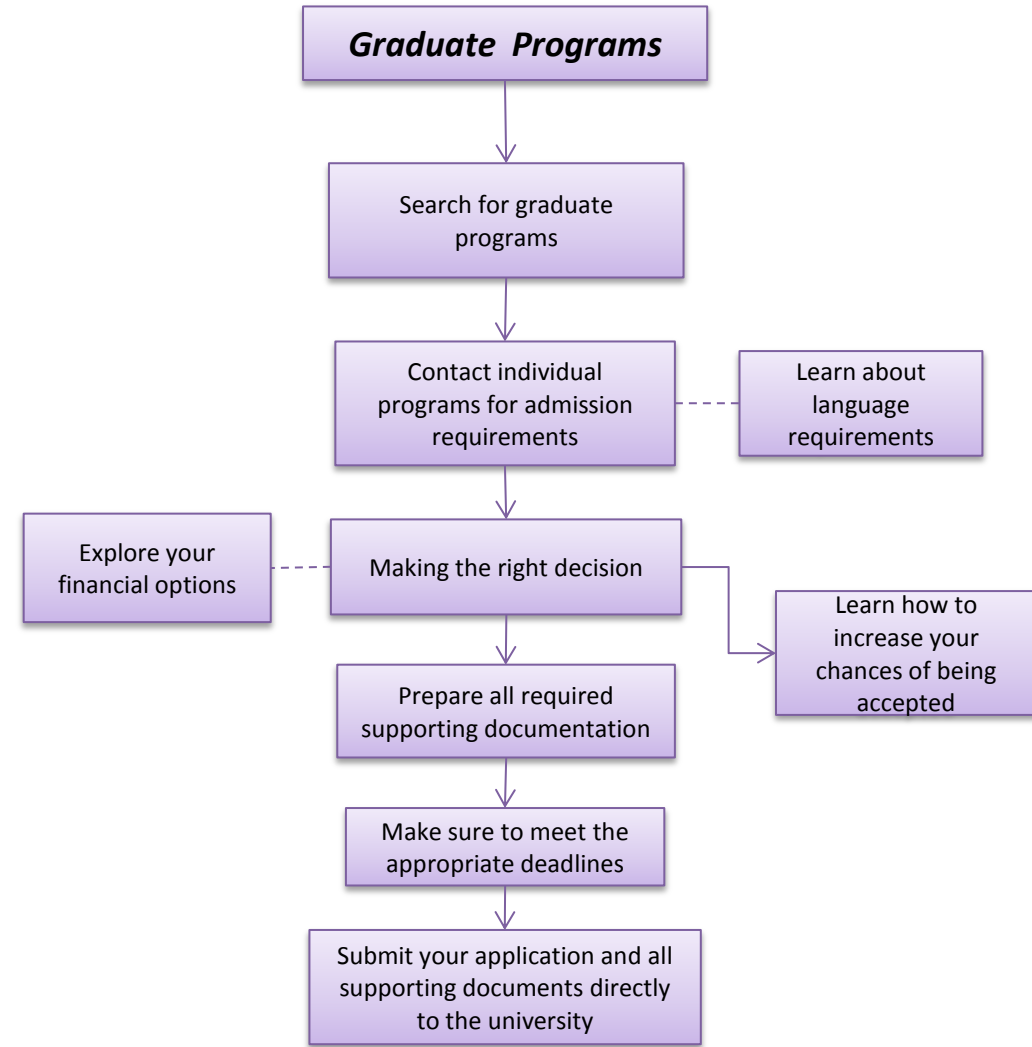 Graduate Programs
Search for graduate
programs
Contact individual
programs for admission
requirements
Learn about
language
requirements
Explore your
financial options
Making the right decision
Learn how to
increase your
chances of being
accepted
Prepare all required
supporting documentation
Make sure to meet the
appropriate deadlines
Submit your application and all
supporting documents directly
to the university